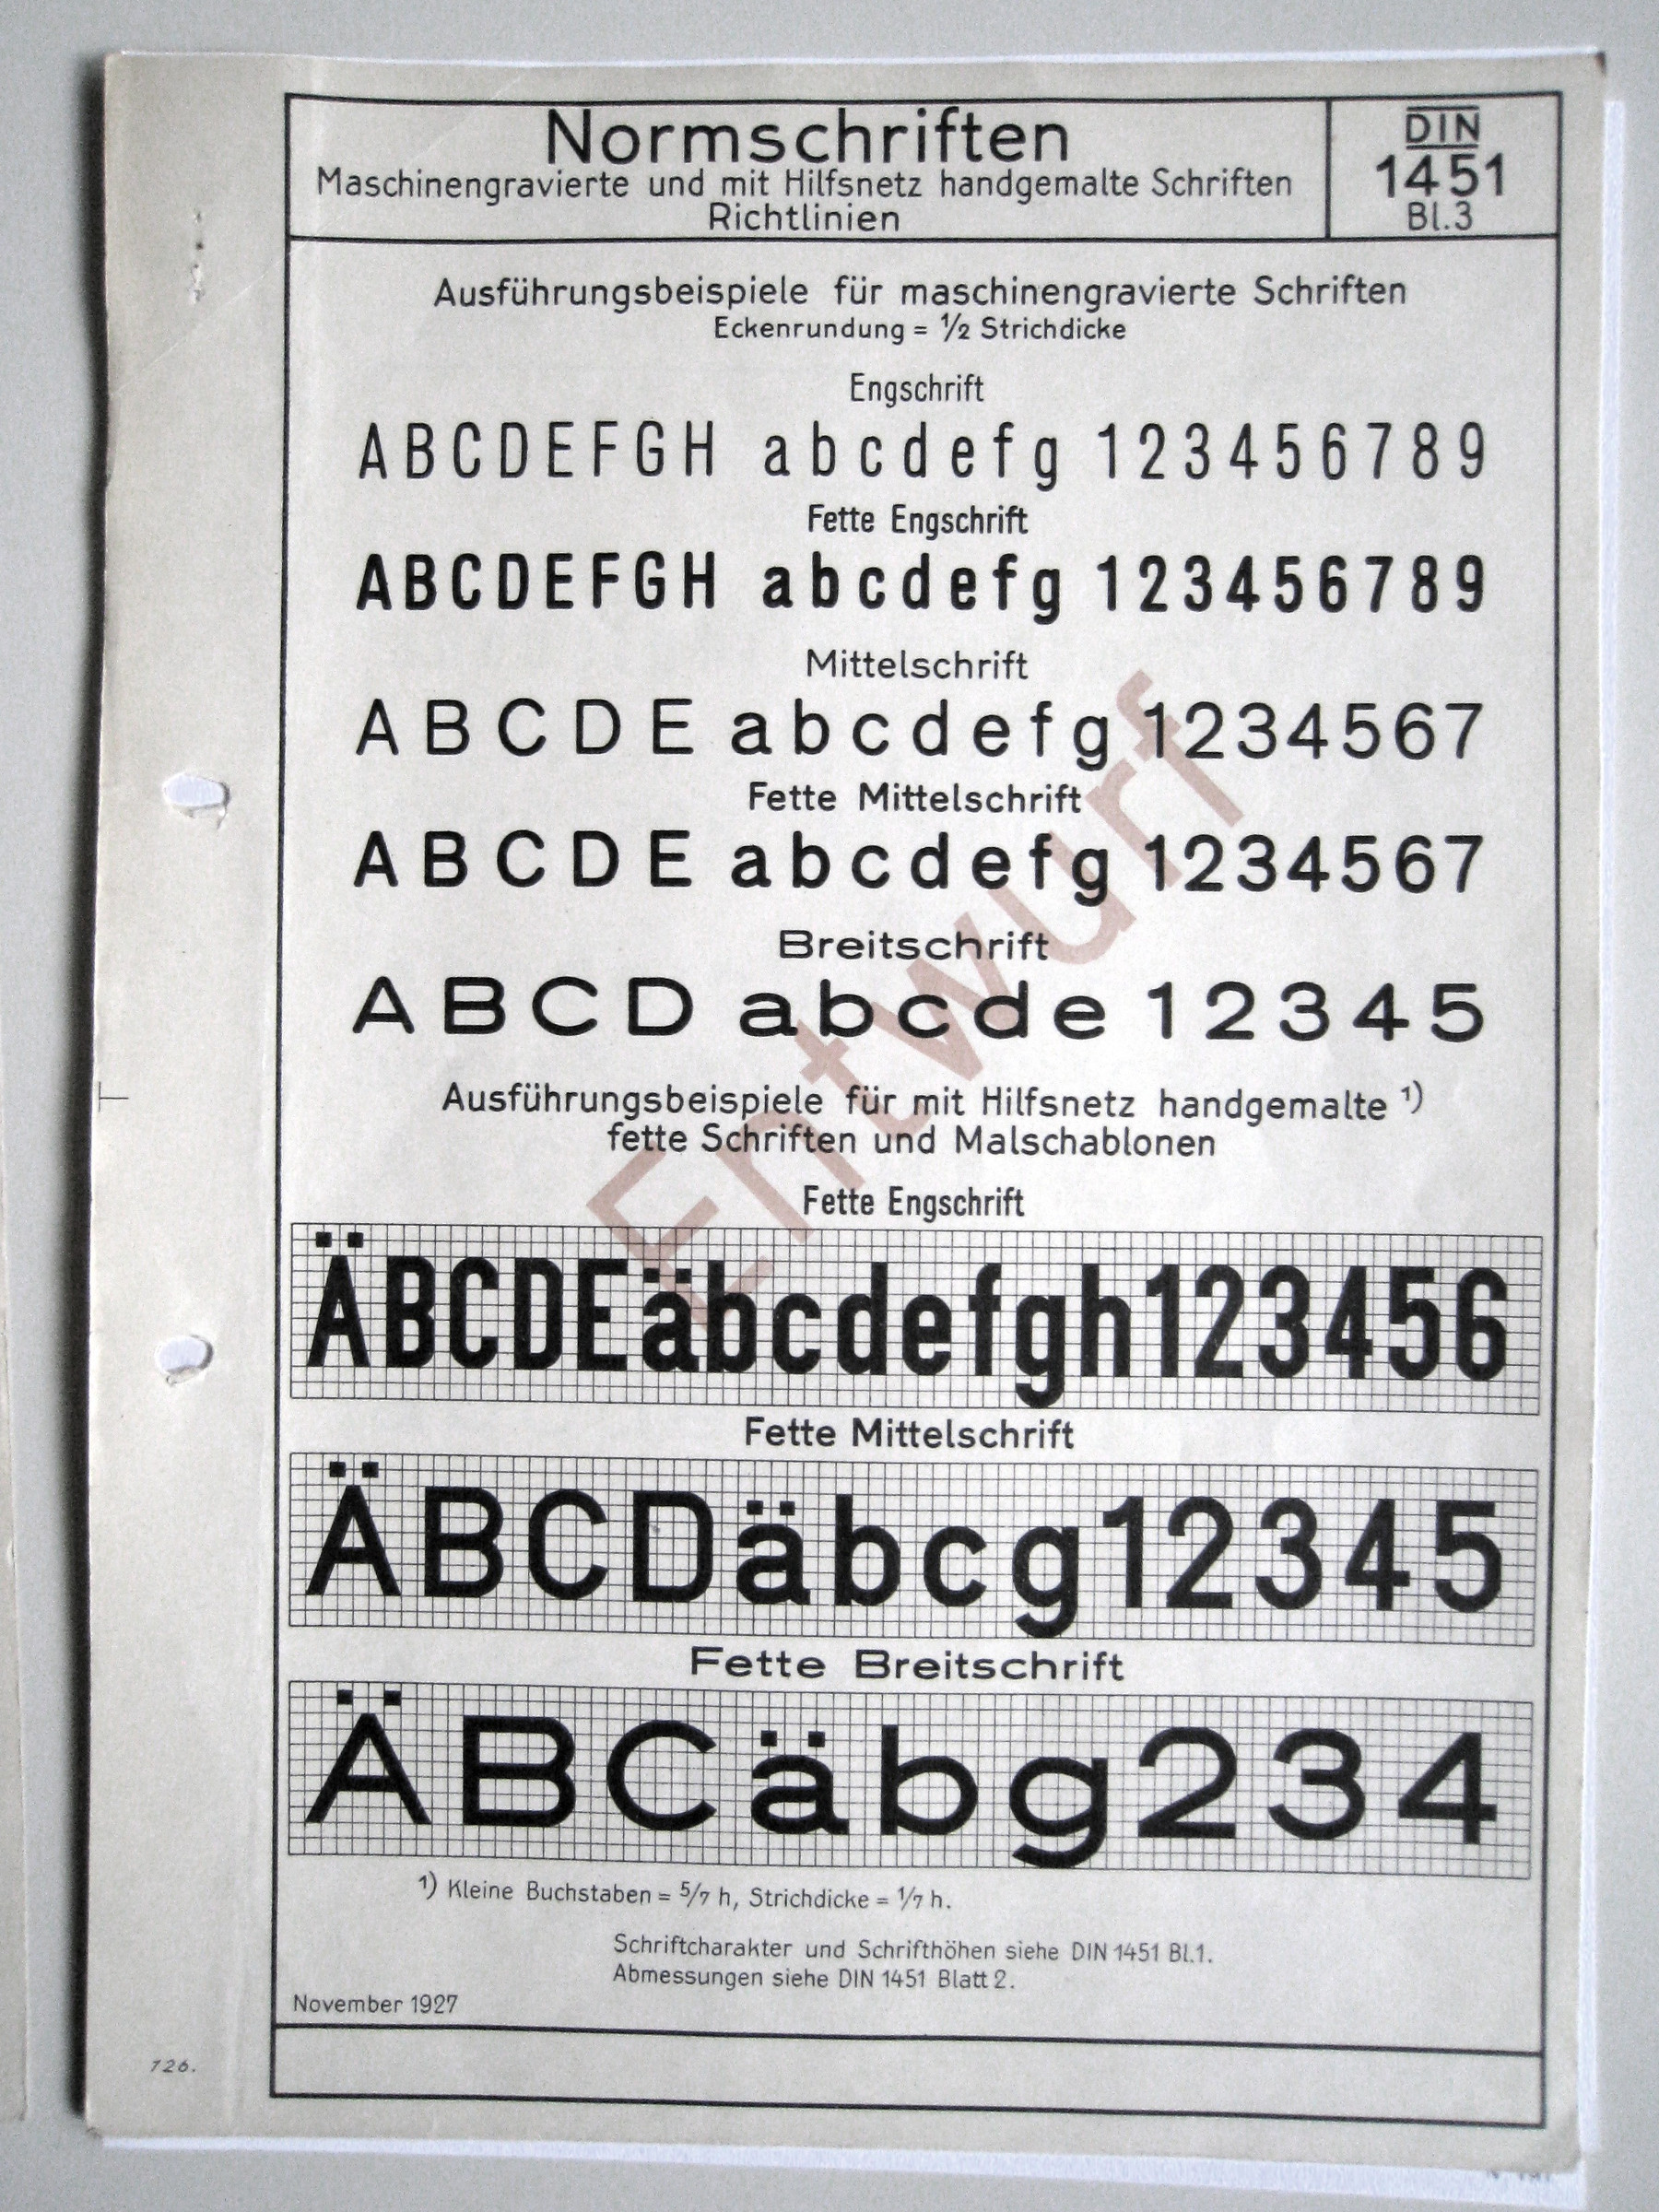 Normschriften
Maschinengravierte und mit Hilfsnetz handgemalte Schriften
Richtlinien
DIN
1451
Bl.3
Ausführungsbeispiele für maschinengravierte Schriften
Eckenrundung = ½ Strichdicke
Engschrift
ABCDEFGH abcdefg 123456789
Fette Engschrift
ABCDEFGH abcdefg 123456789
Mittelschrift
ABCDE abcdefg 1234567
Fette Mittelschrift
ABCDE abcdefg 1234567
Breitschrift
ABCD abcde 12345
Entwurf
Ausführungsbeispiele für mit Hilfsnetz handgemalte ¹)
fette Schriften und Malschablonen
Fette Engschrift
ÄBCDEäbcdefgh123456
Fette Mittelschrift
ÄBCDäbcg12345
Fette Breitschrift
ÄBCäbg234
¹) Kleine Buchstaben = 5/7 h, Strichdicke = 1/7 h.
Schriftcharakter und Schrifthöhen siehe DIN 1451 Bl.1.
Abmessungen siehe DIN 1451 Blatt 2.
November 1927
726.